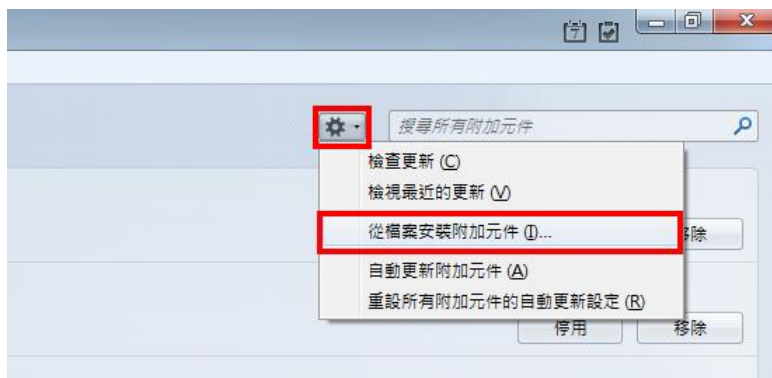 7
搜尋所有附加元件
檢查更新 (C)
檢視最近的更新 (V)
從檔案安裝附加元件 (I)...
移除
自動更新附加元件 (A)
重設所有附加元件的自動更新設定 (R)
停用
移除